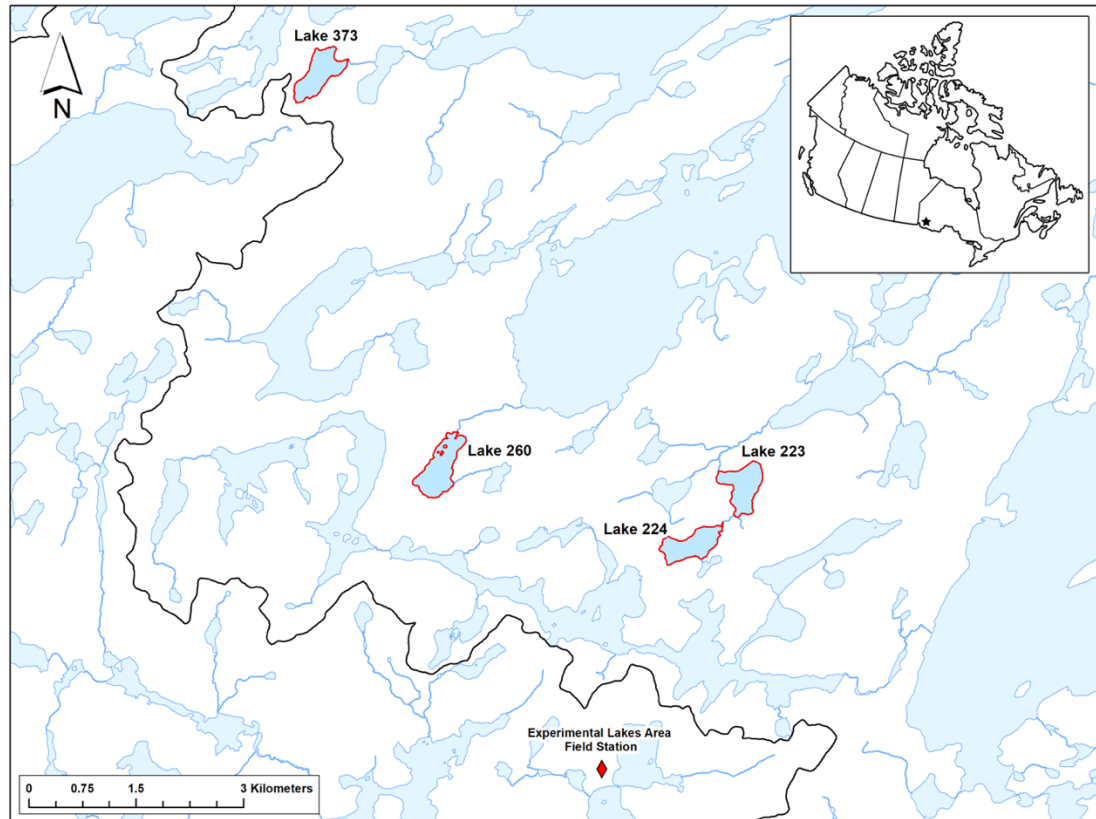 Lake 373
N
Lake 260
Lake 223
Lake 224
Experimental Lakes Area
Field Station
0 0.75 1.5 3 Kilometers